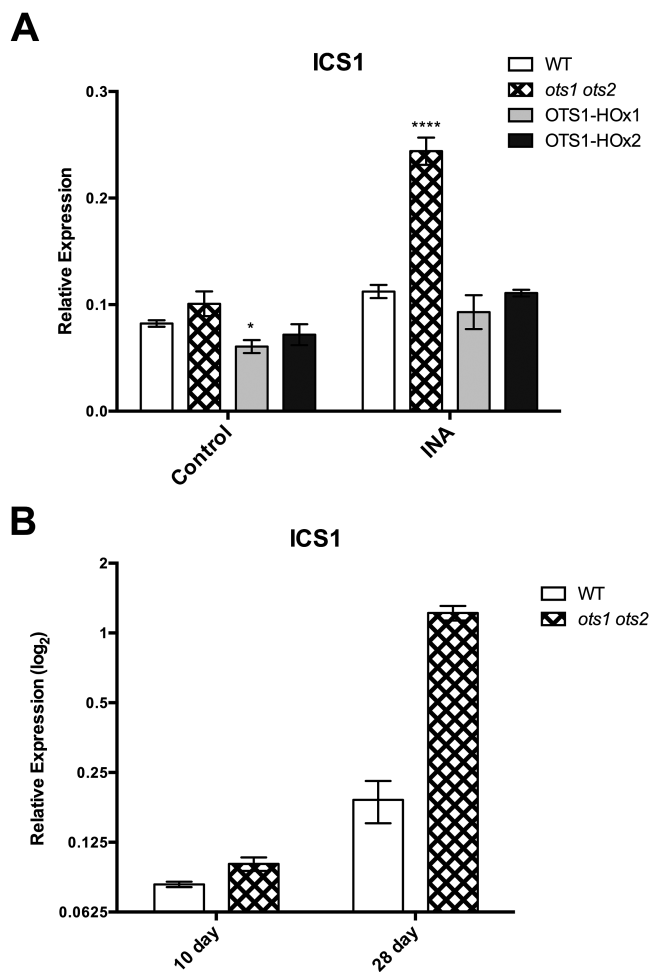 A
ICS1
WT
ots1 ots2
OTS1-HOx1
OTS1-HOx2
Relative Expression
0.3
0.2
0.1
0.0
****
*
Control
INA
B
ICS1
WT
ots1 ots2
Relative Expression (log2)
2
1
0.5
0.25
0.125
0.0625
10 day
28 day